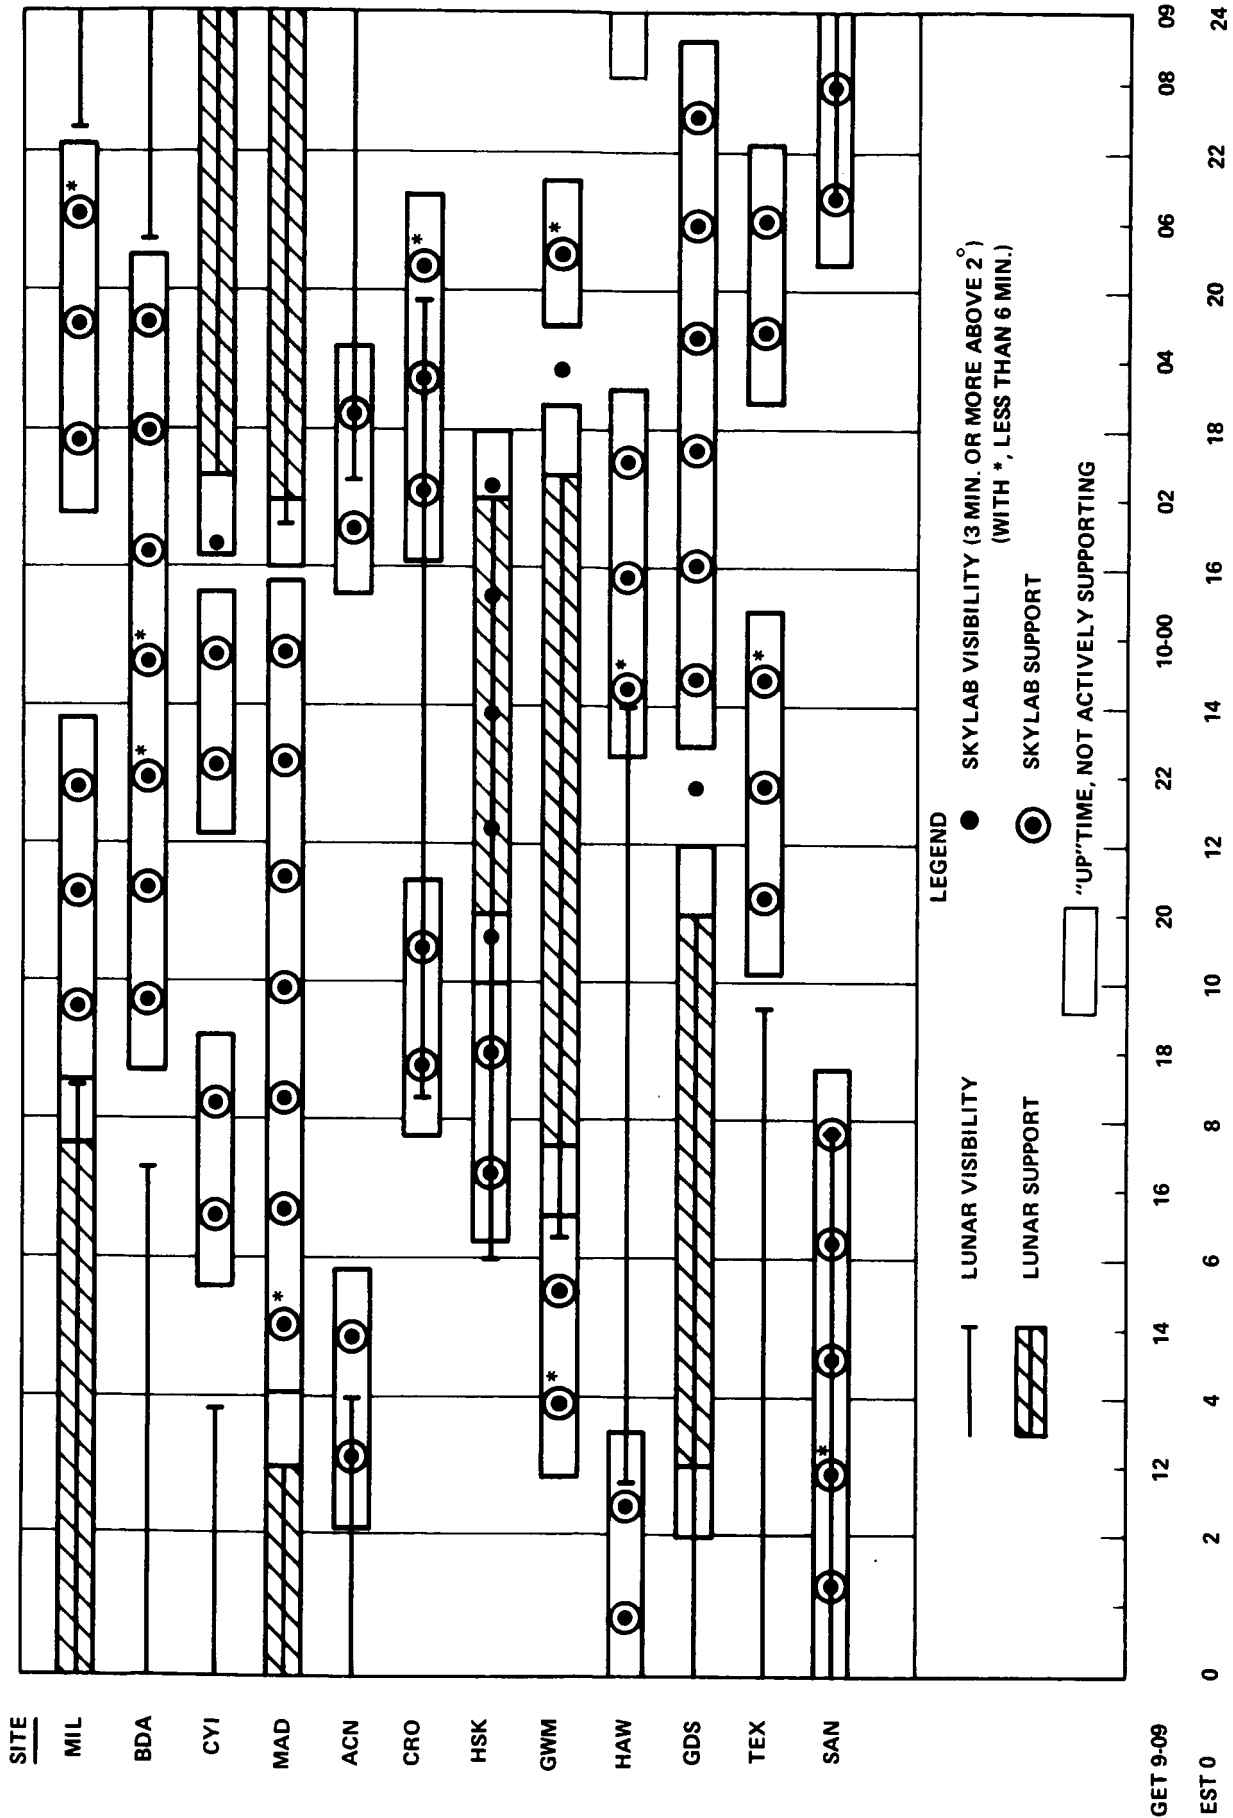 SITE
MIL
*
BDA
* *
CYI
MAD
*
ACN
CRO
*
HSK
GWM
* *
HAW
*
GDS
TEX
*
SAN
*
LEGEND
LUNAR VISIBILITY
SKYLAB VISIBILITY (3 MIN. OR MORE ABOVE 2°)
(WITH *, LESS THAN 6 MIN.)
LUNAR SUPPORT
SKYLAB SUPPORT
"UP" TIME, NOT ACTIVELY SUPPORTING
GET 9-09 12 14 16 18 20 22 10-00 02 04 06 08 09
EST 0 0 2 4 6 8 10 12 14 16 18 20 22 24